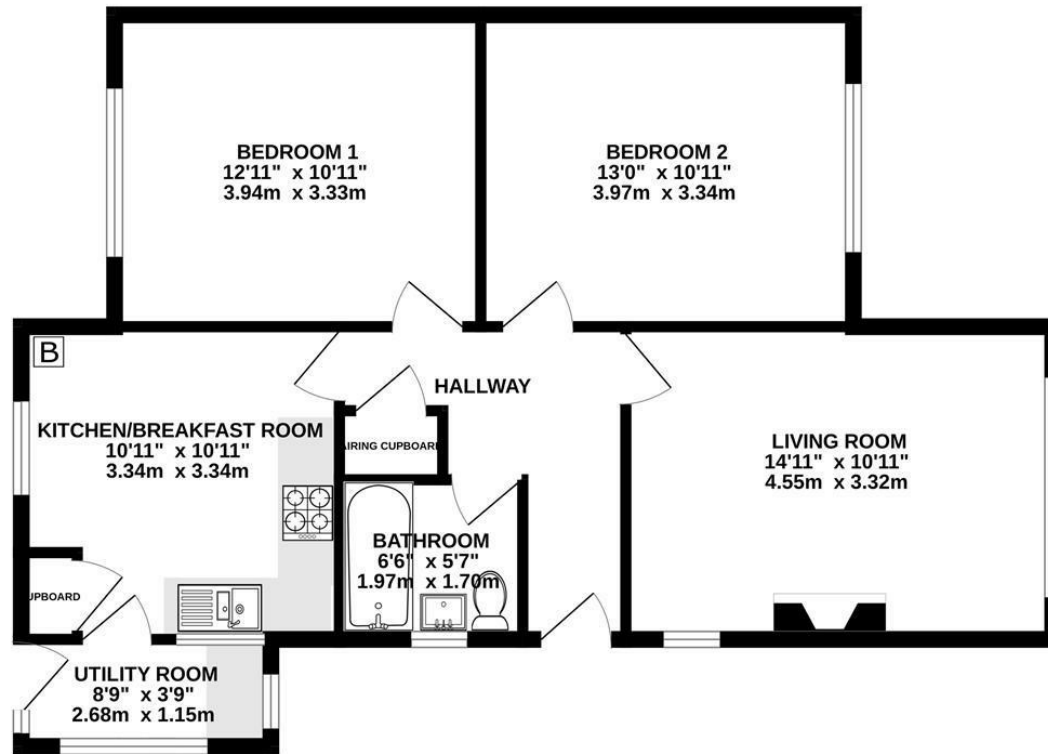 BEDROOM 1
12'11" x 10'11"
3.94m x 3.33m
BEDROOM 2
13'0" x 10'11"
3.97m x 3.34m
B
HALLWAY
KITCHEN/BREAKFAST ROOM
10'11" x 10'11"
3.34m x 3.34m
AIRING CUPBOARD
LIVING ROOM
14'11" x 10'11"
4.55m x 3.32m
BATHROOM
6'6" x 5'7"
1.97m x 1.70m
UPBOARD
UTILITY ROOM
8'9" x 3'9"
2.68m x 1.15m